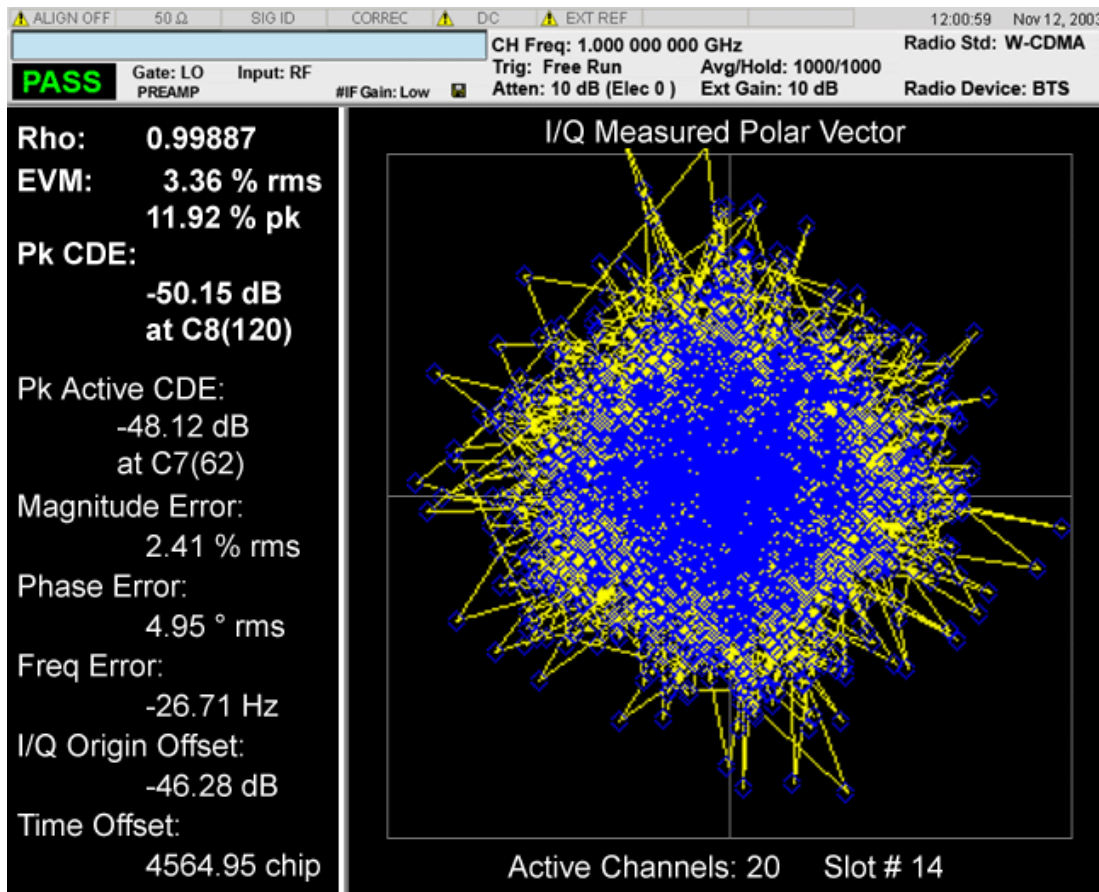 ALIGN OFF 50 Ω SIG ID CORREC DC EXT REF 12:00:59 Nov 12, 2003
CH Freq: 1.000 000 000 GHz Radio Std: W-CDMA
PASS Gate: LO Input: RF Trig: Free Run Avg/Hold: 1000/1000
PREAMP #IF Gain: Low Atten: 10 dB (Elec 0 ) Ext Gain: 10 dB Radio Device: BTS
I/Q Measured Polar Vector
Rho: 0.99887
EVM: 3.36 % rms
11.92 % pk
Pk CDE:
-50.15 dB
at C8(120)
Pk Active CDE:
-48.12 dB
at C7(62)
Magnitude Error:
2.41 % rms
Phase Error:
4.95 ° rms
Freq Error:
-26.71 Hz
I/Q Origin Offset:
-46.28 dB
Time Offset:
4564.95 chip
Active Channels: 20 Slot # 14